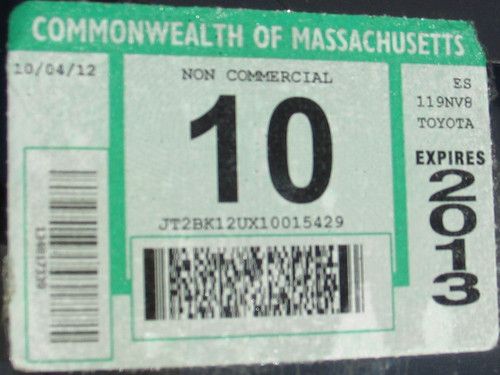 COMMONWEALTH OF MASSACHUSETTS
10/04/12
NON COMMERCIAL
10
JT2BK12UX10015429
ES
119NV8
TOYOTA
EXPIRES
2013